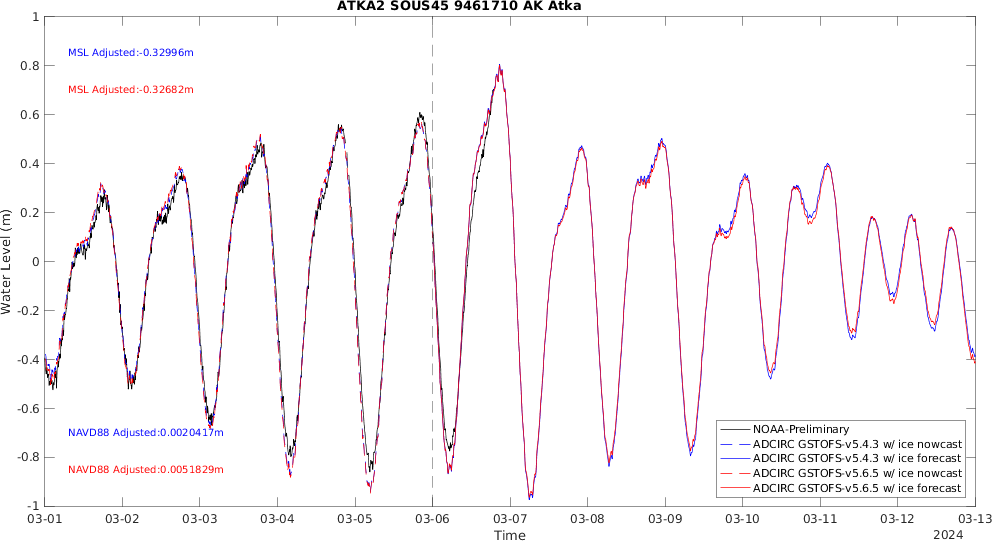 ATKA2 SOUS45 9461710 AK Atka
1
0.8
0.6
0.4
0.2
0
-0.2
-0.4
-0.6
-0.8
-1
Water Level (m)
MSL Adjusted:-0.32996m
MSL Adjusted:-0.32682m
NAVD88 Adjusted:0.0020417m
NAVD88 Adjusted:0.0051829m
NOAA-Preliminary
ADCIRC GSTOFS-v5.4.3 w/ ice nowcast
ADCIRC GSTOFS-v5.4.3 w/ ice forecast
ADCIRC GSTOFS-v5.6.5 w/ ice nowcast
ADCIRC GSTOFS-v5.6.5 w/ ice forecast
03-01 03-02 03-03 03-04 03-05 03-06 03-07 03-08 03-09 03-10 03-11 03-12 03-13
Time
2024